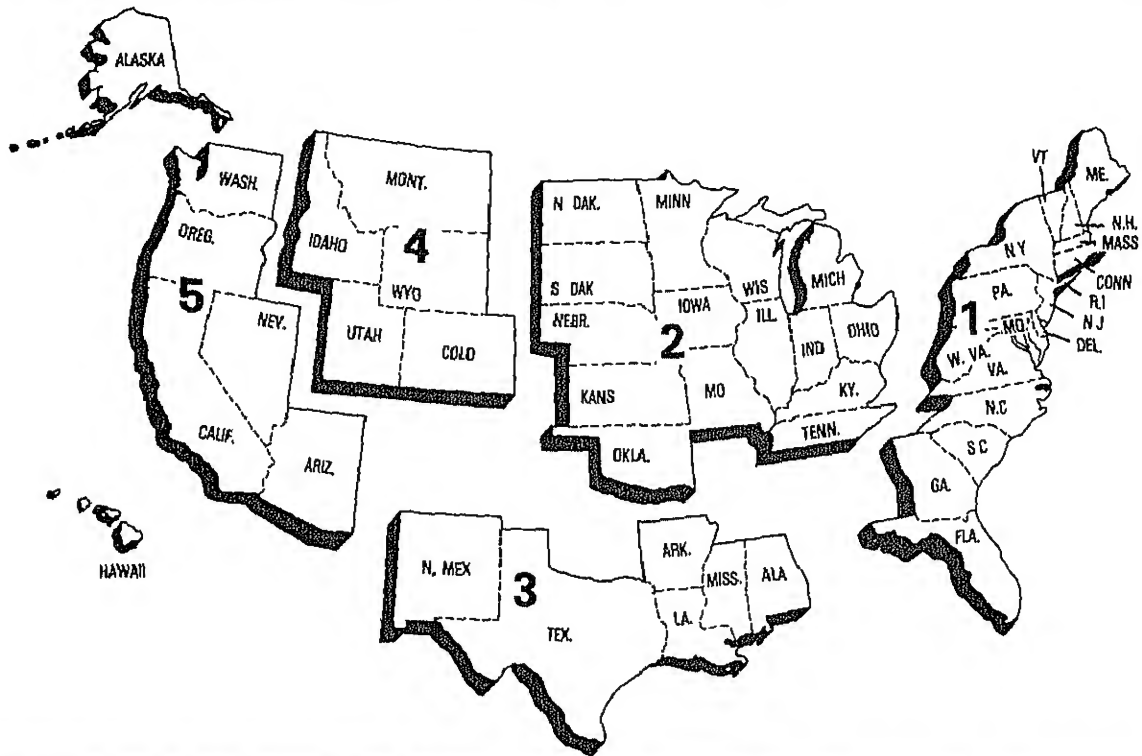 ALASKA
WASH.
OREG.
5
NEV.
CALIF.
ARIZ.
HAWAII
MONT.
IDAHO
4
WYO
UTAH
COLO
N DAK.
MINN
S DAK
WIS
MICH
NEBR.
IOWA
2
ILL.
IND
OHIO
KANS
MO
KY.
OKLA.
TENN.
N. MEX
3
TEX.
ARK.
LA.
MISS.
ALA
VT
ME.
N.H.
MASS
N.Y
CONN
R.I
PA.
N J
1
MD.
DEL.
W. VA.
VA.
N.C
S C
GA.
FLA.